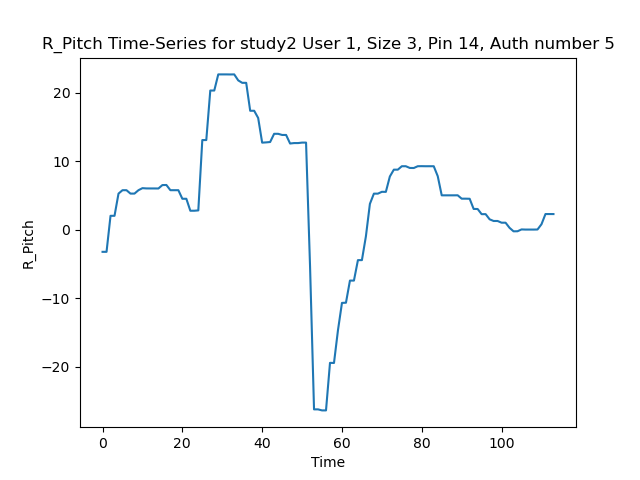 R_Pitch Time-Series for study2 User 1, Size 3, Pin 14, Auth number 5
20
10
0
−10
−20
R_Pitch
0 20 40 60 80 100
Time